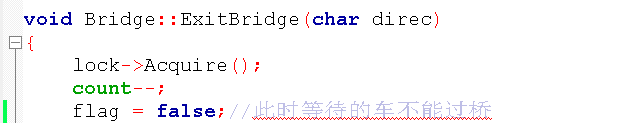 void Bridge::ExitBridge(char direc)
{
    lock->Acquire();
    count--;
    flag = false;//此时等待的车不能过桥